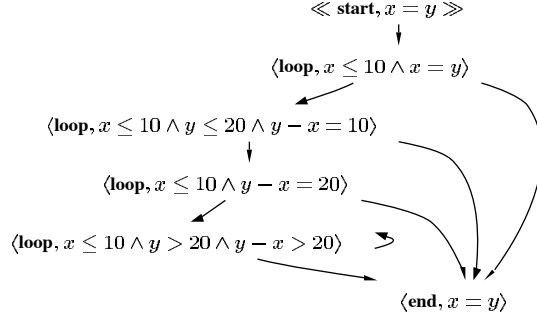 ≪ start, x = y ≫
⟨loop, x ≤ 10 ∧ x = y⟩
⟨loop, x ≤ 10 ∧ y ≤ 20 ∧ y − x = 10⟩
⟨loop, x ≤ 10 ∧ y − x = 20⟩
⟨loop, x ≤ 10 ∧ y > 20 ∧ y − x > 20⟩
⟨end, x = y⟩